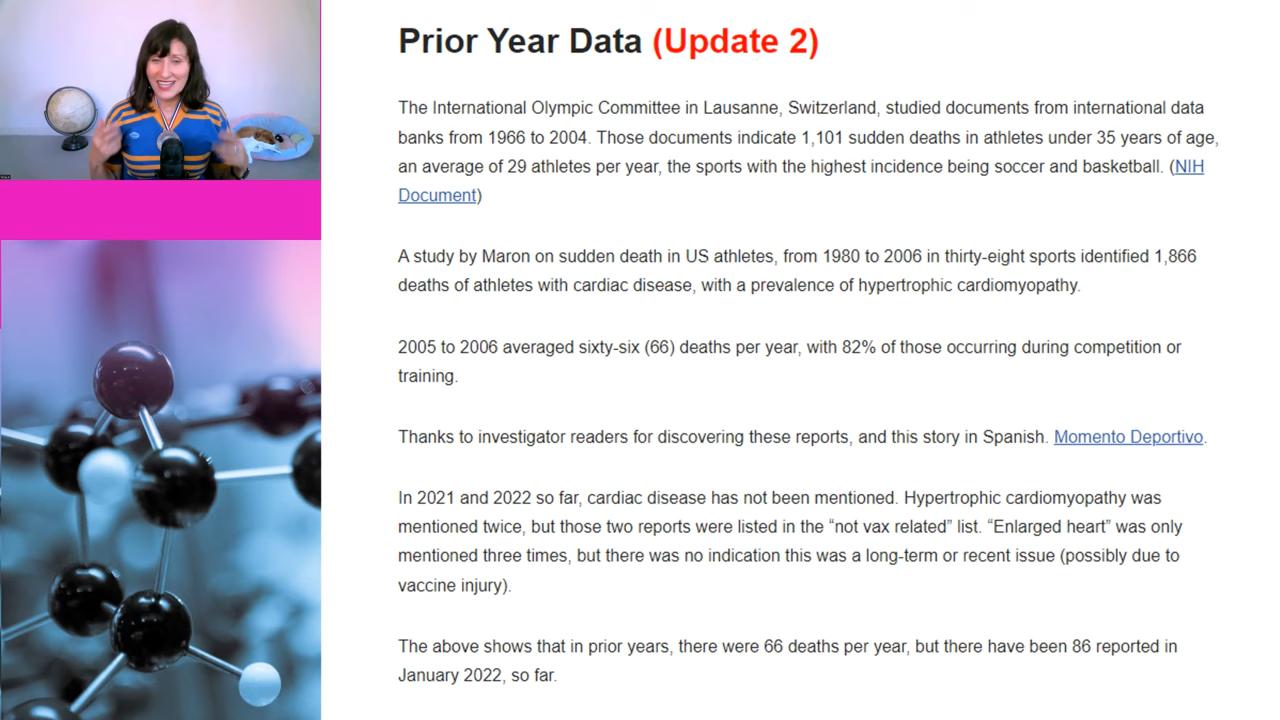 Prior Year Data (Update 2)
The International Olympic Committee in Lausanne, Switzerland, studied documents from international data
banks from 1966 to 2004. Those documents indicate 1,101 sudden deaths in athletes under 35 years of age,
an average of 29 athletes per year, the sports with the highest incidence being soccer and basketball. (NIH
Document)
A study by Maron on sudden death in US athletes, from 1980 to 2006 in thirty-eight sports identified 1,866
deaths of athletes with cardiac disease, with a prevalence of hypertrophic cardiomyopathy.
2005 to 2006 averaged sixty-six (66) deaths per year, with 82% of those occurring during competition or
training.
Thanks to investigator readers for discovering these reports, and this story in Spanish. Momento Deportivo.
In 2021 and 2022 so far, cardiac disease has not been mentioned. Hypertrophic cardiomyopathy was
mentioned twice, but those two reports were listed in the “not vax related” list. “Enlarged heart” was only
mentioned three times, but there was no indication this was a long-term or recent issue (possibly due to
vaccine injury).
The above shows that in prior years, there were 66 deaths per year, but there have been 86 reported in
January 2022, so far.